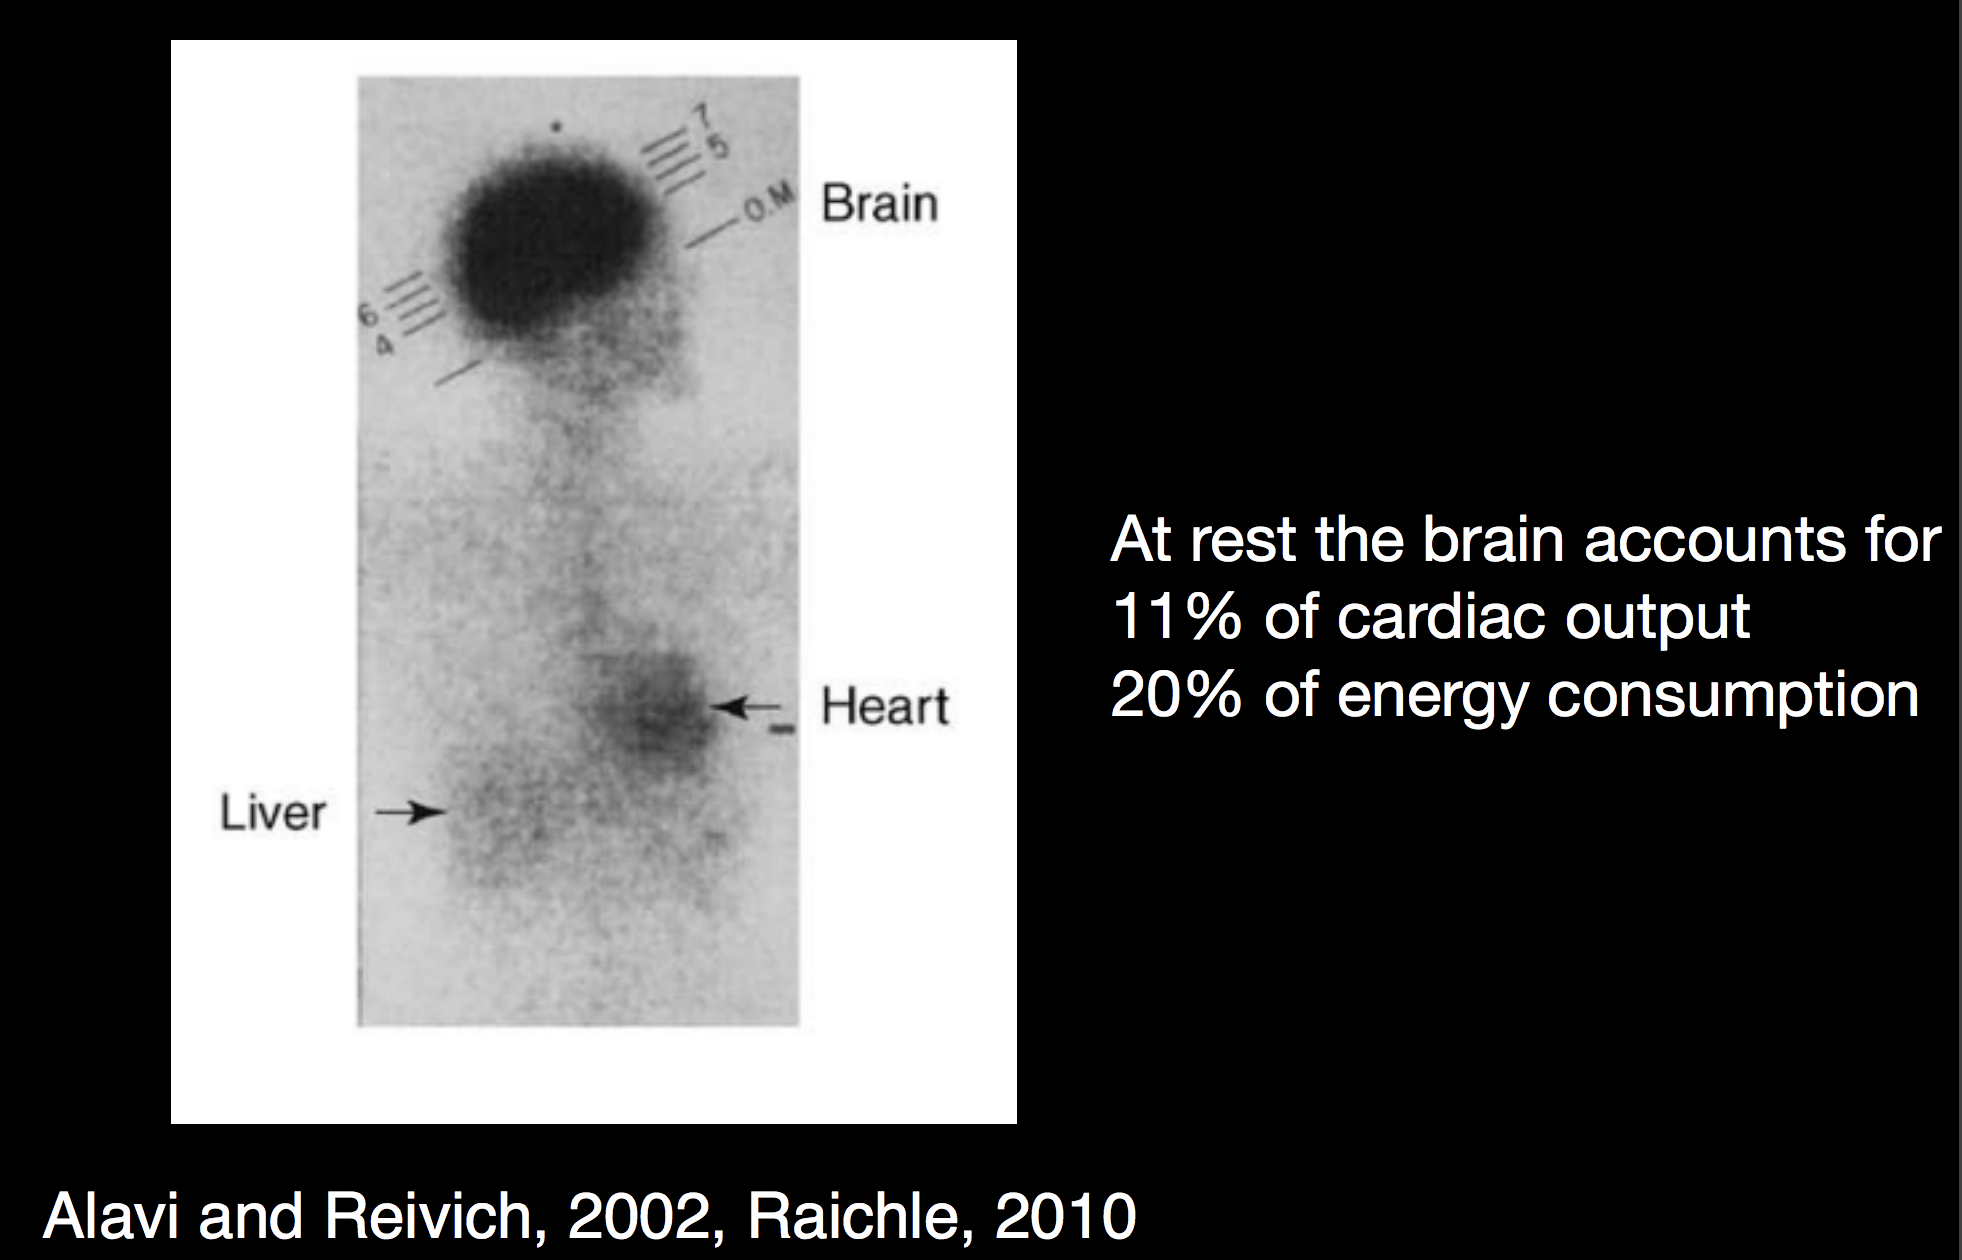 7
5
O.M
Brain
6
4
Heart
Liver
At rest the brain accounts for
11% of cardiac output
20% of energy consumption
Alavi and Reivich, 2002, Raichle, 2010